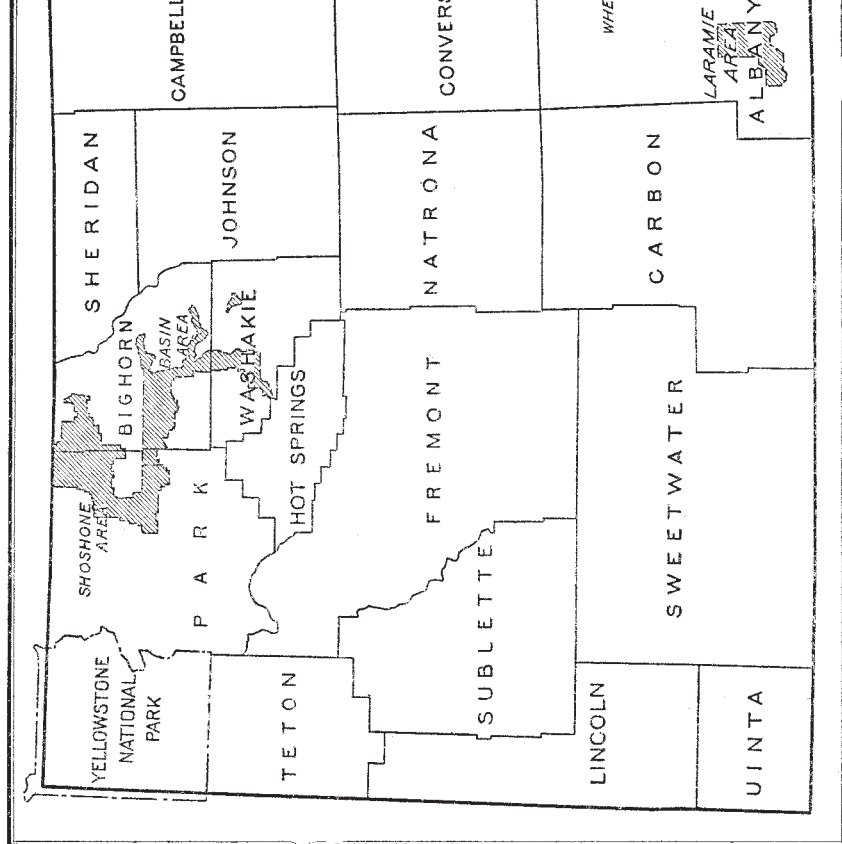 YELLOWSTONE
NATIONAL
PARK
SHOSHONE
AREA
BIGHORN
SHERIDAN
CAMPBELL
BASIN
AREA
JOHNSON
PARK
WASHAKIE
HOT SPRINGS
TETON
FREMONT
NATRONA
CONVERS
SUBLETTE
WHE
LINCOLN
SWEETWATER
CARBON
LARAMIE
AREA
ALBANY
UINTA